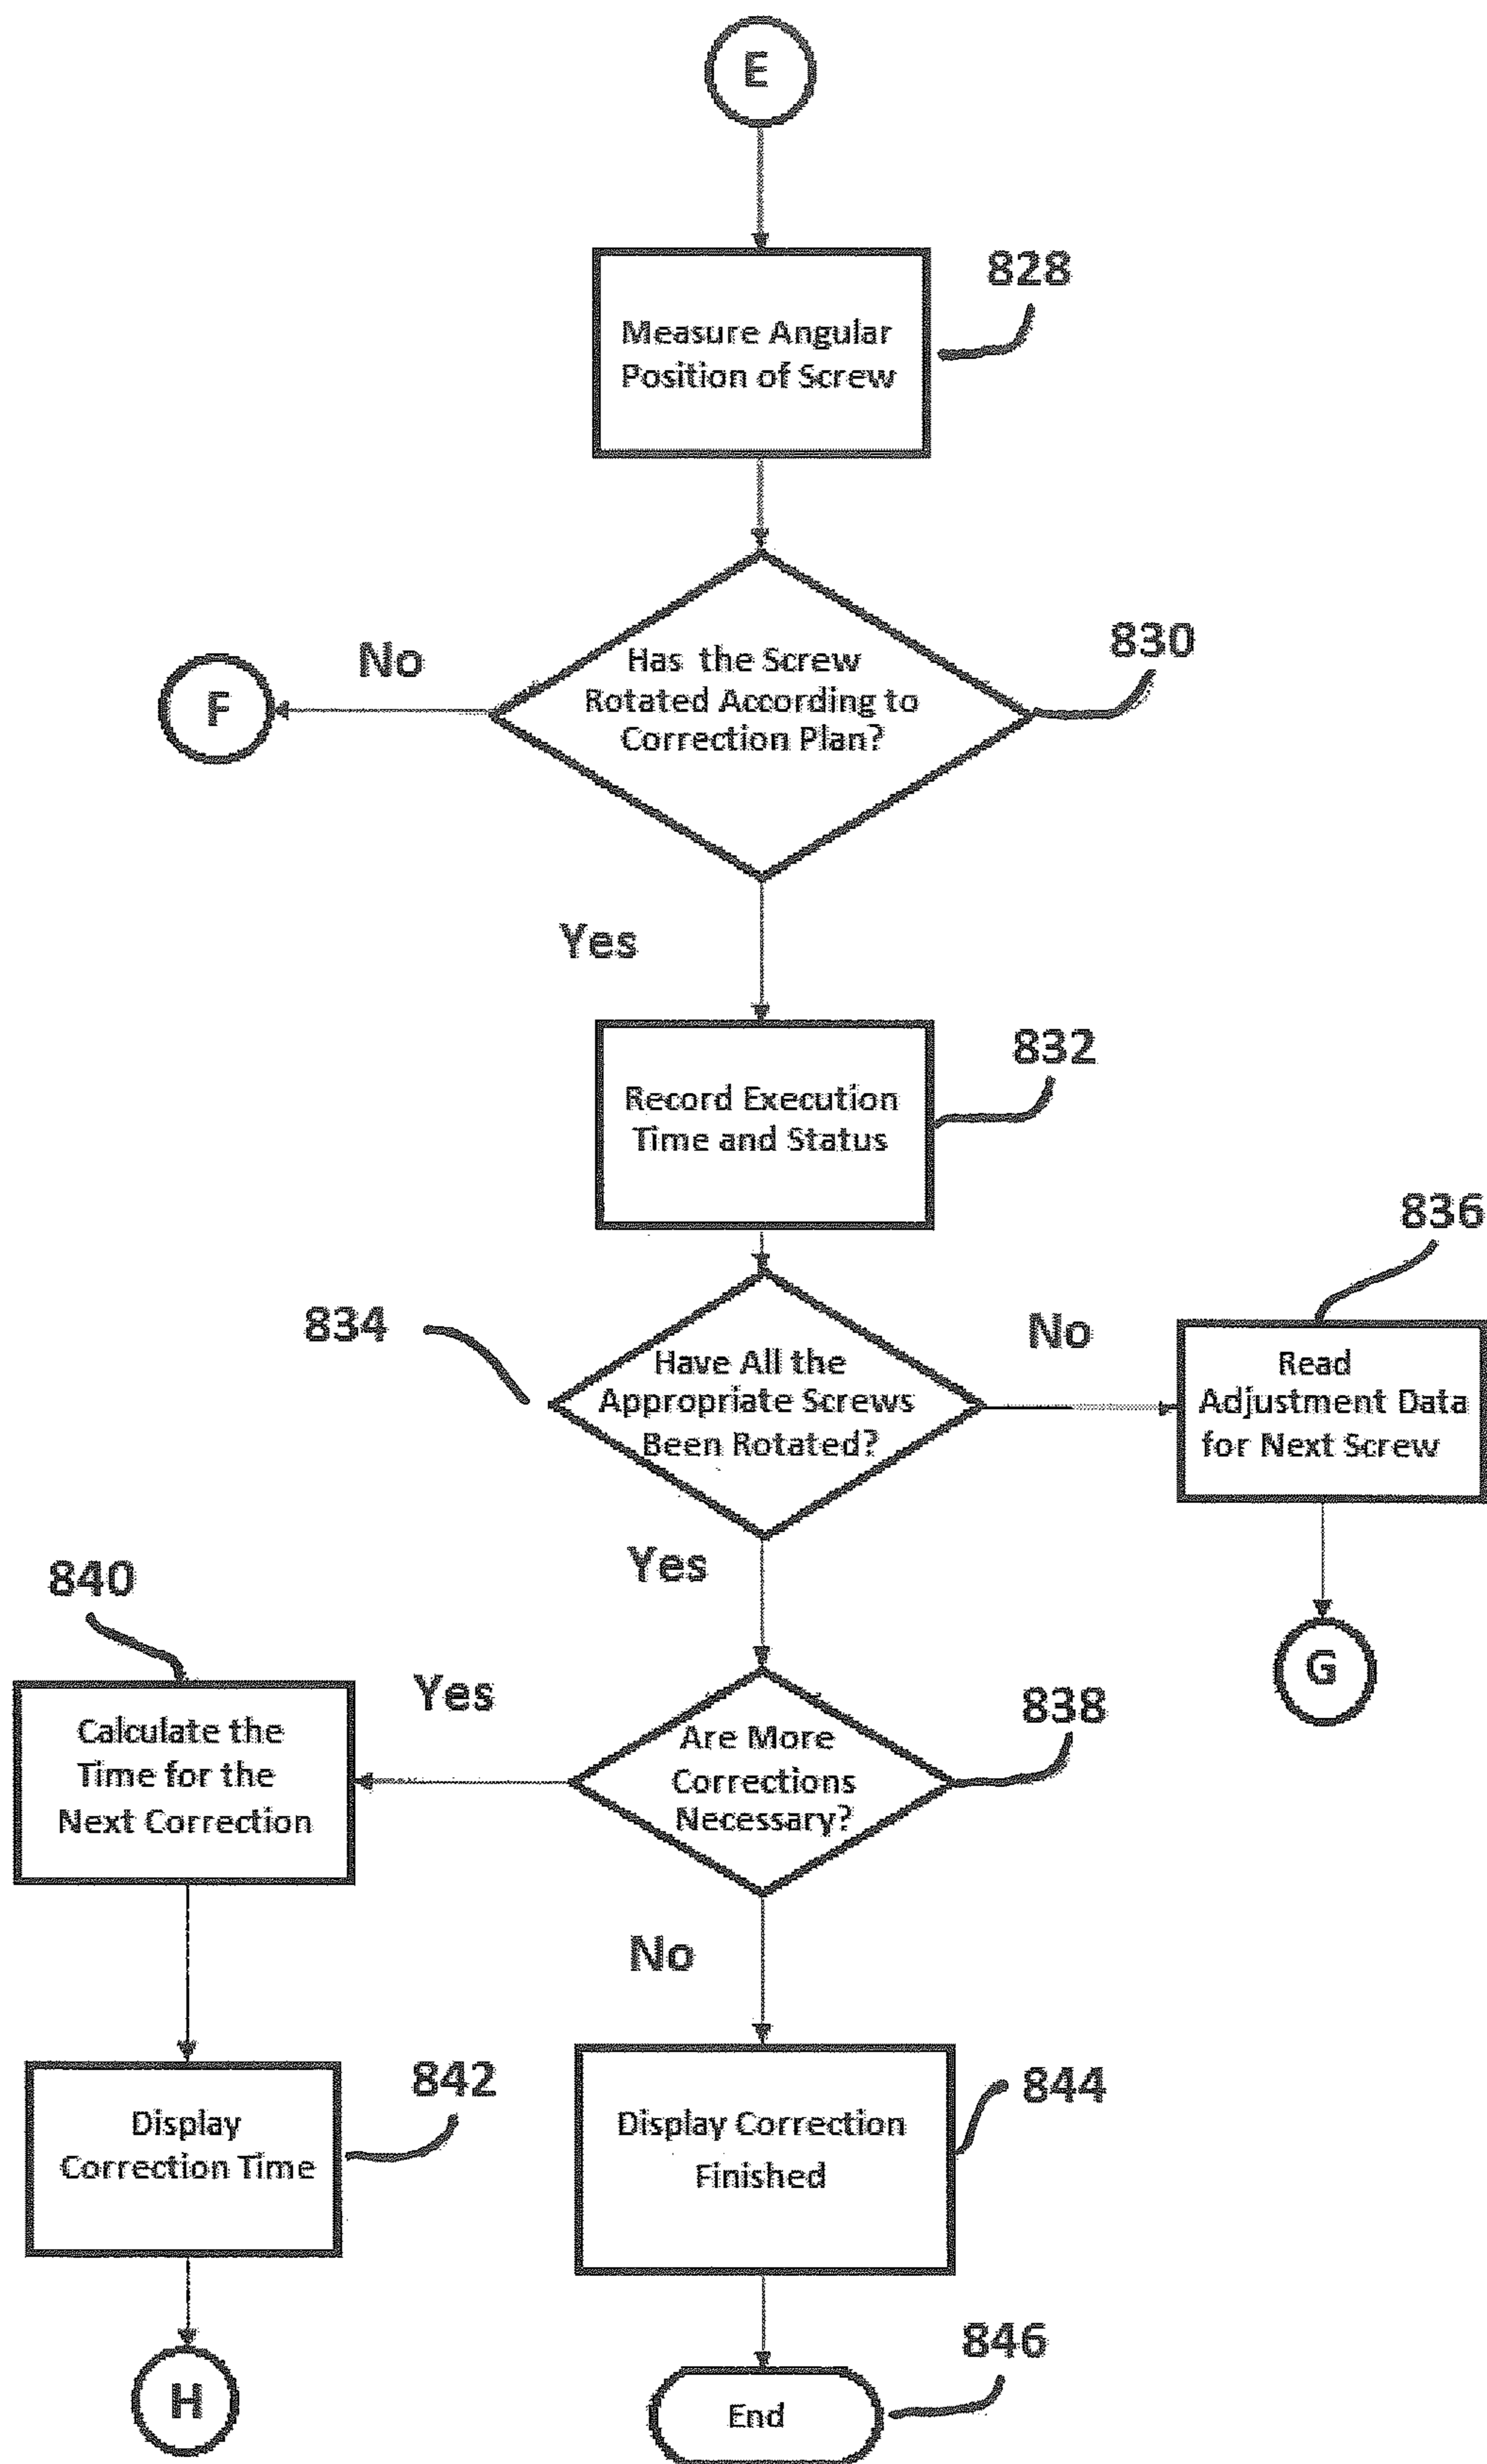 E
828
Measure Angular
Position of Screw
830
No
Has the Screw
Rotated According to
Correction Plan?
F
Yes
832
Record Execution
Time and Status
836
834
No
Have All the
Appropriate Screws
Been Rotated?
Read
Adjustment Data
for Next Screw
Yes
840
G
Yes
838
Calculate the
Time for the
Next Correction
Are More
Corrections
Necessary?
No
842
844
Display
Correction Time
Display Correction
Finished
846
H
End